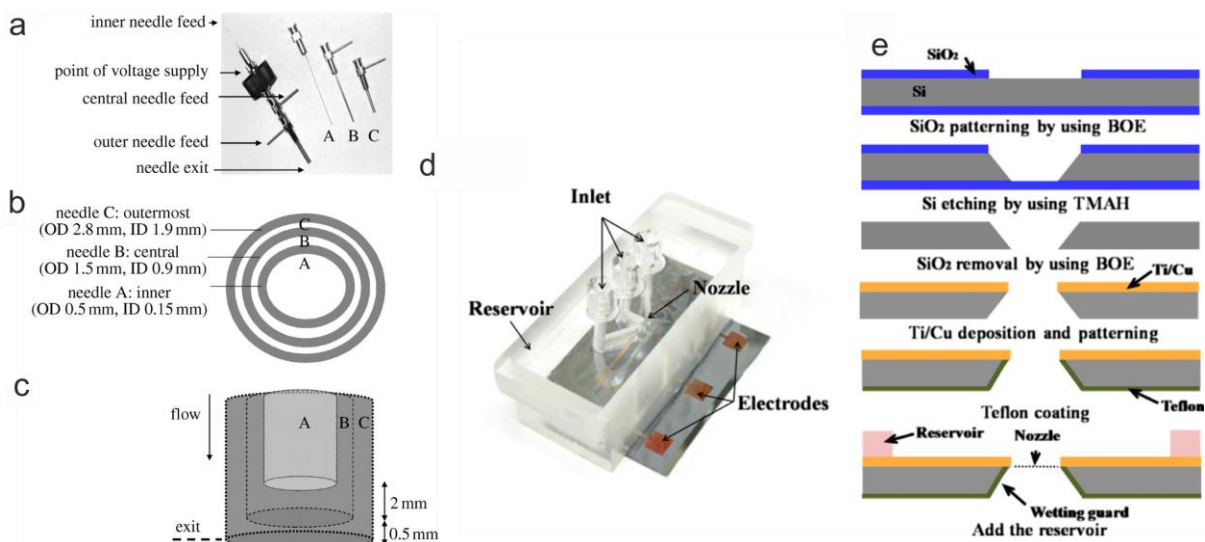 a
inner needle feed
point of voltage supply
central needle feed
outer needle feed
needle exit
A B C
b
needle C: outermost
(OD 2.8 mm, ID 1.9 mm)
needle B: central
(OD 1.5 mm, ID 0.9 mm)
needle A: inner
(OD 0.5 mm, ID 0.15 mm)
C
B
A
c
flow
A B C
2 mm
exit
0.5 mm
d
Inlet
Reservoir
Nozzle
Electrodes
e
SiO₂
Si
SiO₂ patterning by using BOE
Si etching by using TMAH
SiO₂ removal by using BOE
Ti/Cu
Ti/Cu deposition and patterning
Teflon
Teflon coating
Reservoir
Nozzle
Wetting guard
Add the reservoir